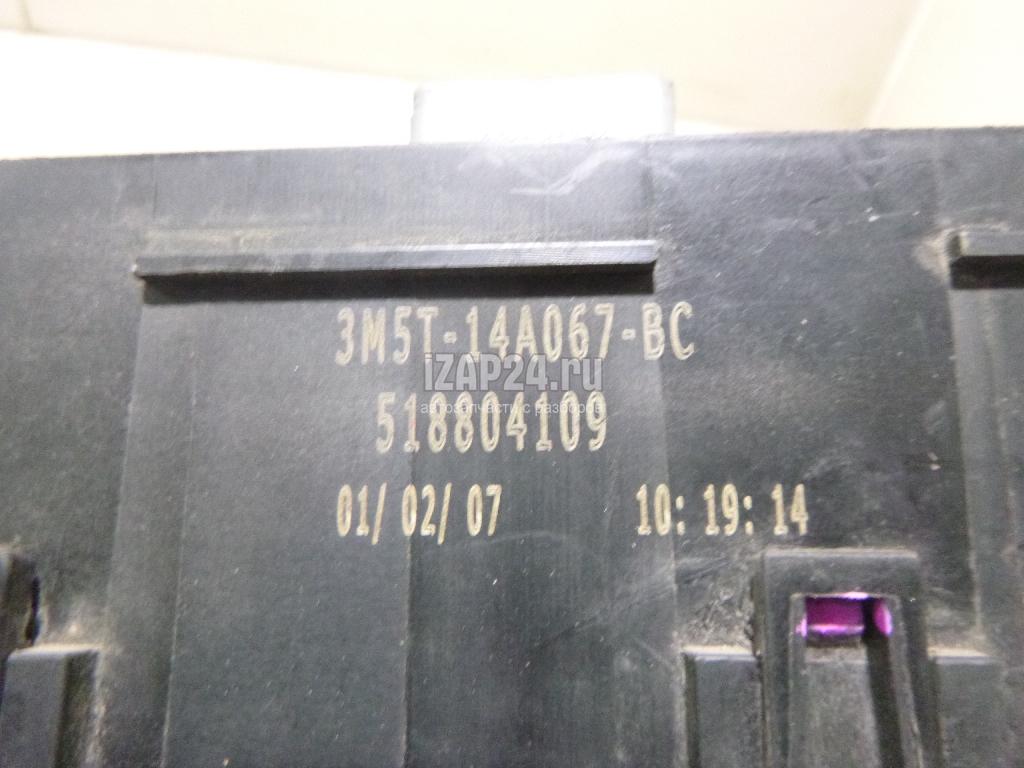 3M5T-14A067-BC
iZAP24.ru
автозапчасти с разборов
518804109
01/ 02/ 07 10: 19: 14